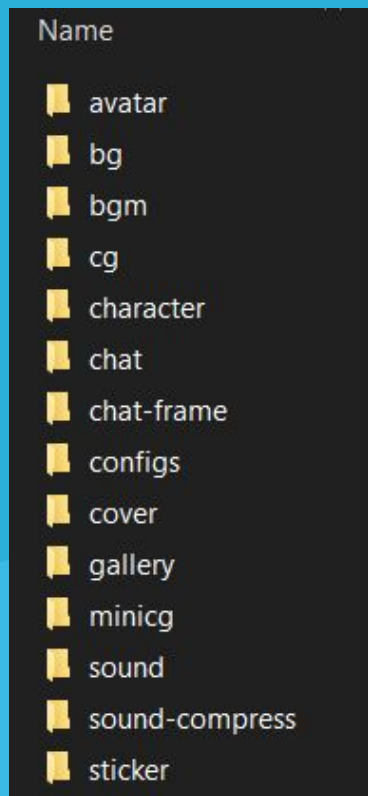 Name
avatar
bg
bgm
cg
character
chat
chat-frame
configs
cover
gallery
minicg
sound
sound-compress
sticker